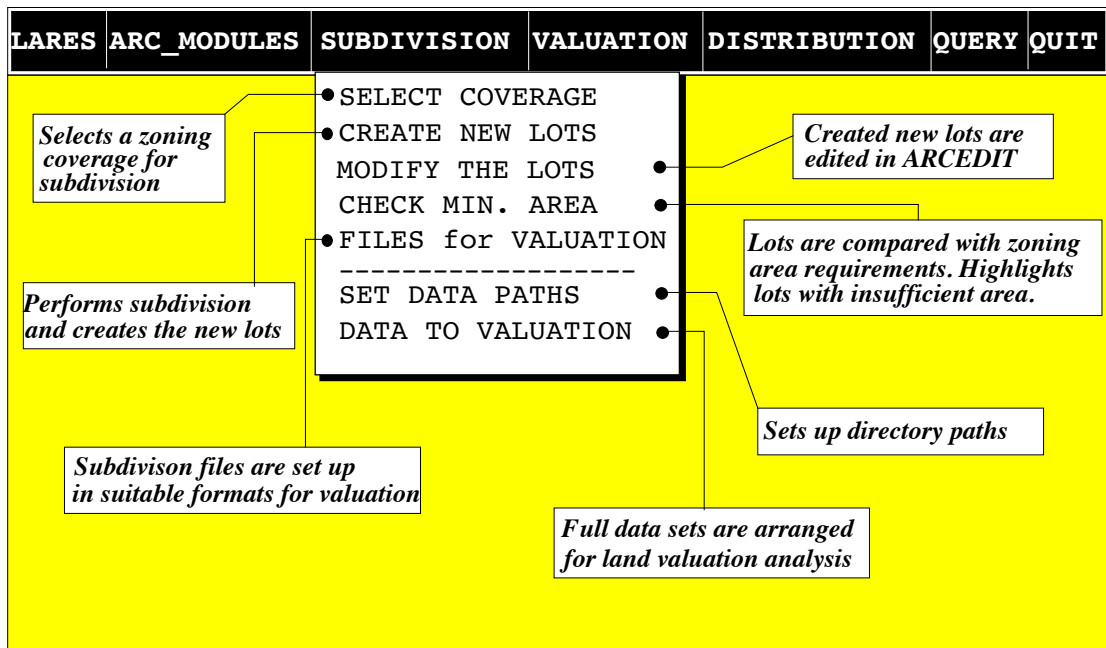 LARES ARC_MODULES SUBDIVISION VALUATION DISTRIBUTION QUERY QUIT
SELECT COVERAGE
CREATE NEW LOTS
MODIFY THE LOTS
CHECK MIN. AREA
FILES for VALUATION
-------------------
SET DATA PATHS
DATA TO VALUATION
Selects a zoning
coverage for
subdivision
Performs subdivision
and creates the new lots
Subdivison files are set up
in suitable formats for valuation
Created new lots are
edited in ARCEDIT
Lots are compared with zoning
area requirements. Highlights
lots with insufficient area.
Sets up directory paths
Full data sets are arranged
for land valuation analysis